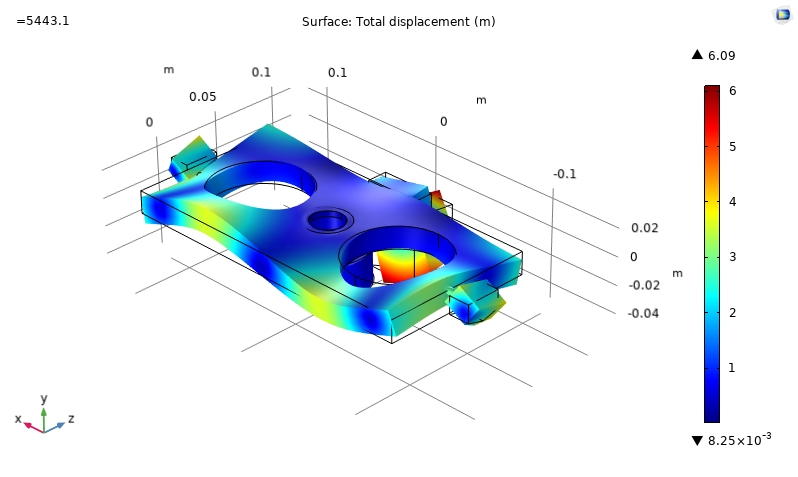 =5443.1
Surface: Total displacement (m)
6.09
m
0.1
0.1
m
0.05
0
0
-0.1
0.02
0
m
-0.02
-0.04
6
5
4
3
2
1
8.25×10⁻³
y
x
z